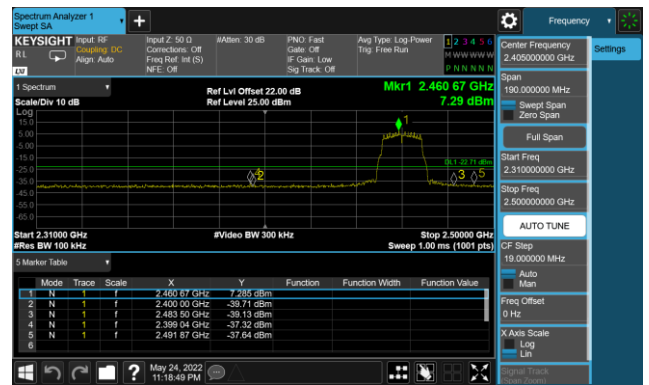 Spectrum Analyzer 1
Swept SA
Frequency
KEYSIGHT
RL
LXI
Input: RF
Coupling: DC
Align: Auto
Input Z: 50 Ω
Corrections: Off
Freq Ref: Int (S)
NFE: Off
#Atten: 30 dB
PNO: Fast
Gate: Off
IF Gain: Low
Sig Track: Off
Avg Type: Log-Power
Trig: Free Run
1 2 3 4 5 6
M W W W W W
P N N N N N
Center Frequency
2.405000000 GHz
Settings
Span
190.000000 MHz
Swept Span
Zero Span
Full Span
Start Freq
2.310000000 GHz
Stop Freq
2.500000000 GHz
AUTO TUNE
CF Step
19.000000 MHz
Auto
Man
Freq Offset
0 Hz
X Axis Scale
Log
Lin
Signal Track
(Span Zoom)
1 Spectrum
Scale/Div 10 dB
Ref Lvl Offset 22.00 dB
Ref Level 25.00 dBm
Mkr1 2.460 67 GHz
7.29 dBm
Log
15.0
5.00
-5.00
-15.0
-25.0
-35.0
-45.0
-55.0
-65.0
1
DL1 -22.71 dBm
4 2
3 5
Start 2.31000 GHz
#Res BW 100 kHz
#Video BW 300 kHz
Stop 2.50000 GHz
Sweep 1.00 ms (1001 pts)
5 Marker Table
Mode Trace Scale X Y Function Function Width Function Value
1 N 1 f 2.460 67 GHz 7.285 dBm
2 N 1 f 2.400 00 GHz -39.71 dBm
3 N 1 f 2.483 50 GHz -39.13 dBm
4 N 1 f 2.399 04 GHz -37.32 dBm
5 N 1 f 2.491 87 GHz -37.64 dBm
6
?
May 24, 2022
11:18:49 PM